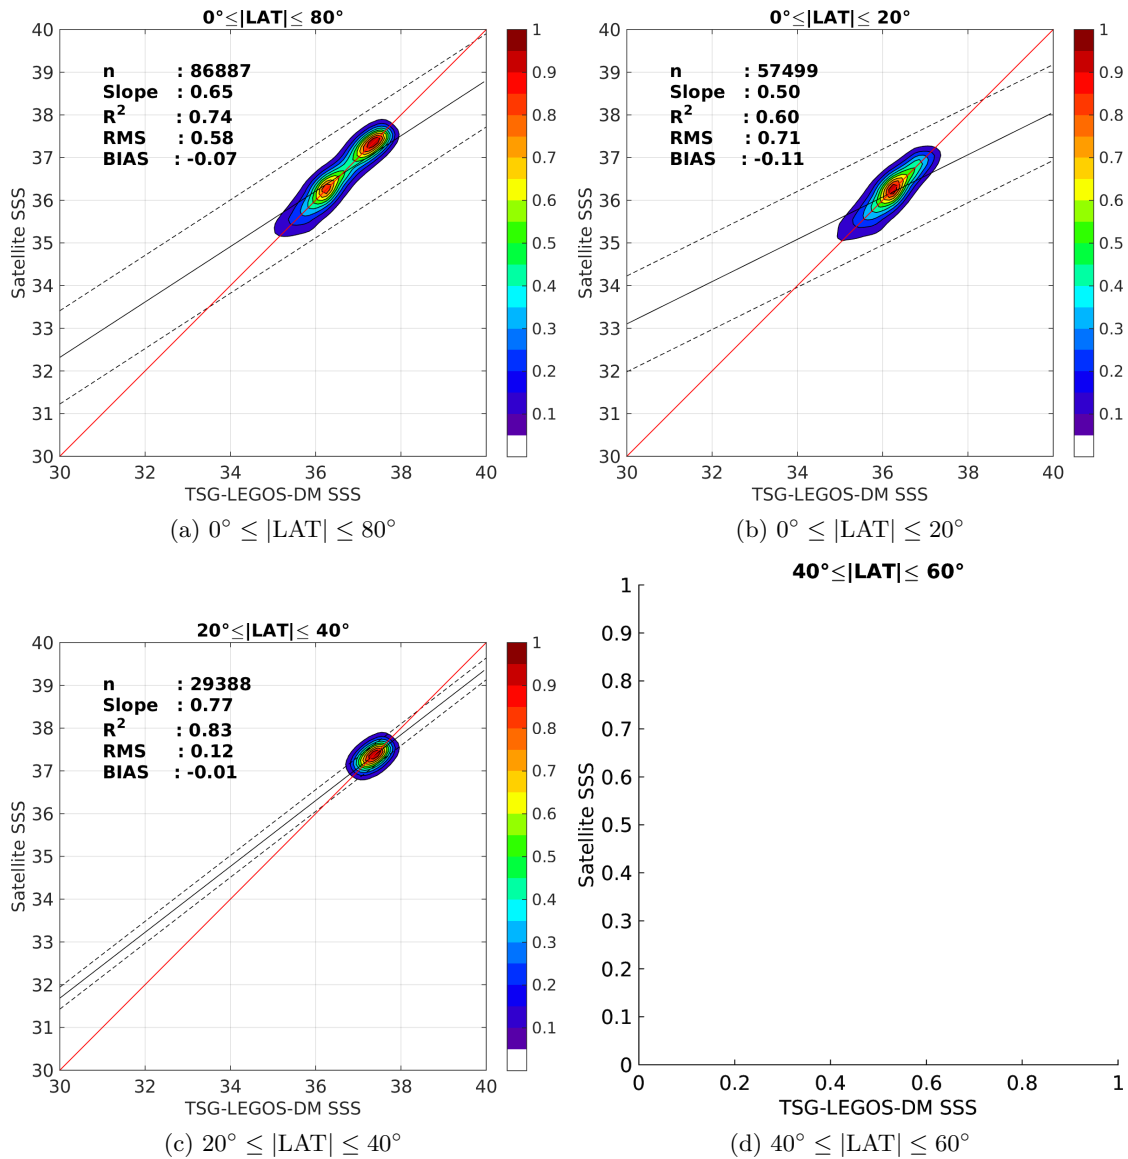 0°≤|LAT|≤ 80°
n : 86887
Slope : 0.65
R2 : 0.74
RMS : 0.58
BIAS : -0.07
40
39
38
37
36
35
34
33
32
31
30
Satellite SSS
30 32 34 36 38 40
TSG-LEGOS-DM SSS
1
0.9
0.8
0.7
0.6
0.5
0.4
0.3
0.2
0.1
(a) 0° ≤ |LAT| ≤ 80°
0°≤|LAT|≤ 20°
n : 57499
Slope : 0.50
R2 : 0.60
RMS : 0.71
BIAS : -0.11
40
39
38
37
36
35
34
33
32
31
30
Satellite SSS
30 32 34 36 38 40
TSG-LEGOS-DM SSS
1
0.9
0.8
0.7
0.6
0.5
0.4
0.3
0.2
0.1
(b) 0° ≤ |LAT| ≤ 20°
20°≤|LAT|≤ 40°
n : 29388
Slope : 0.77
R2 : 0.83
RMS : 0.12
BIAS : -0.01
40
39
38
37
36
35
34
33
32
31
30
Satellite SSS
30 32 34 36 38 40
TSG-LEGOS-DM SSS
1
0.9
0.8
0.7
0.6
0.5
0.4
0.3
0.2
0.1
(c) 20° ≤ |LAT| ≤ 40°
40°≤|LAT|≤ 60°
1
0.9
0.8
0.7
0.6
0.5
0.4
0.3
0.2
0.1
0
Satellite SSS
0 0.2 0.4 0.6 0.8 1
TSG-LEGOS-DM SSS
(d) 40° ≤ |LAT| ≤ 60°